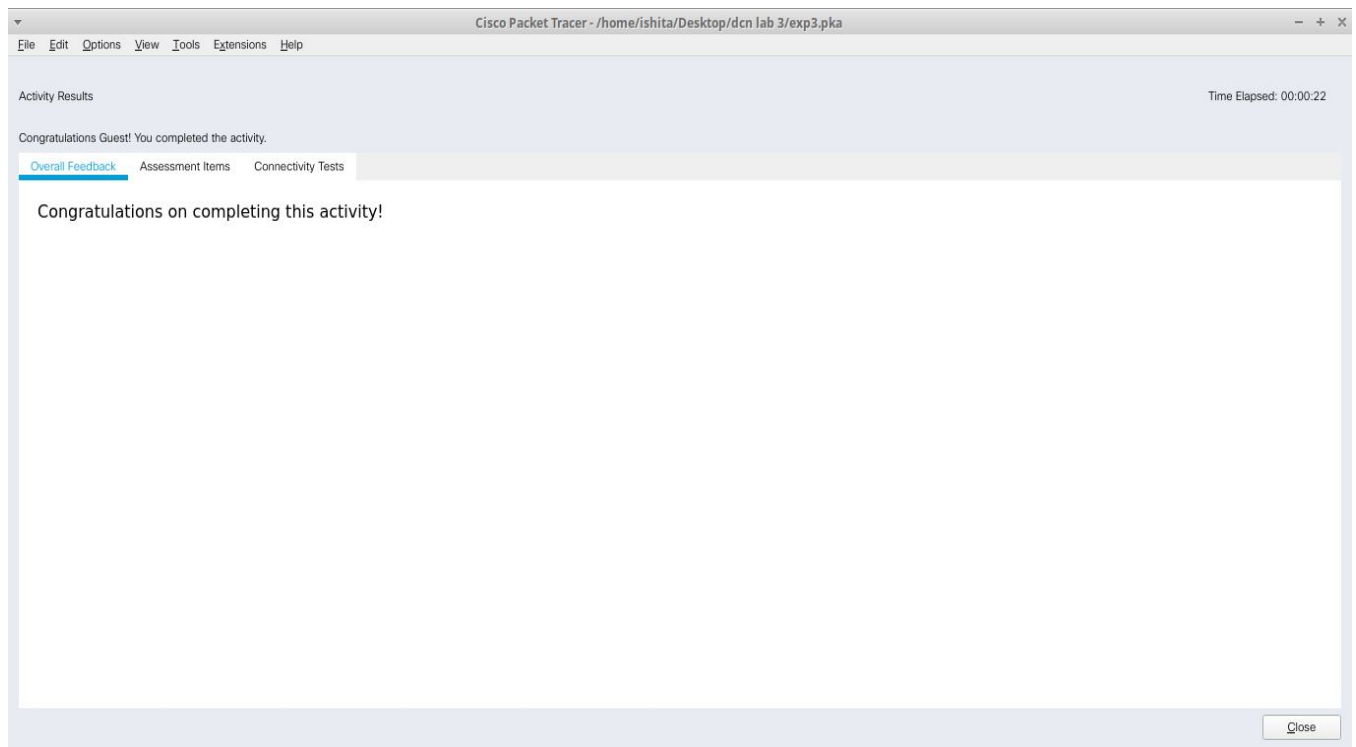 Cisco Packet Tracer - /home/ishita/Desktop/dcn lab 3/exp3.pka
File Edit Options View Tools Extensions Help
Activity Results
Time Elapsed: 00:00:22
Congratulations Guest! You completed the activity.
Overall Feedback Assessment Items Connectivity Tests
Congratulations on completing this activity!
Close